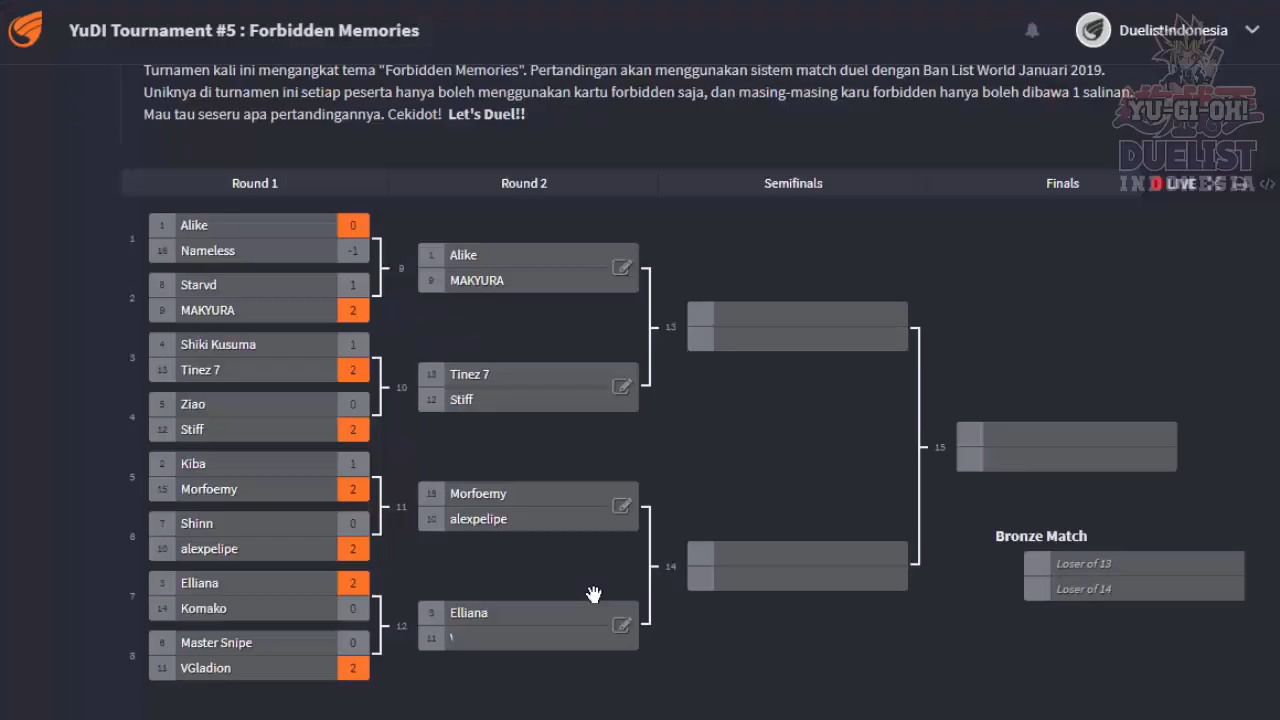 YuDI Tournament #5 : Forbidden Memories
DuelistIndonesia
Turnamen kali ini mengangkat tema "Forbidden Memories". Pertandingan akan menggunakan sistem match duel dengan Ban List World Januari 2019.
Uniknya di turnamen ini setiap peserta hanya boleh menggunakan kartu forbidden saja, dan masing-masing karu forbidden hanya boleh dibawa 1 salinan.
Mau tau seseru apa pertandingannya. Cekidot! Let's Duel!!
YU-GI-OH!
DUELIST
INDONESIA
Round 1
Round 2
Semifinals
Finals
LIVE
1
1 Alike 0
16 Nameless -1
2
8 Starvd 1
9 MAKYURA 2
3
4 Shiki Kusuma 1
13 Tinez 7 2
4
5 Ziao 0
12 Stiff 2
5
2 Kiba 1
15 Morfoemy 2
6
7 Shinn 0
10 alexpelipe 2
7
3 Elliana 2
14 Komako 0
8
6 Master Snipe 0
11 VGladion 2
9
1 Alike
9 MAKYURA
10
13 Tinez 7
12 Stiff
11
15 Morfoemy
10 alexpelipe
12
3 Elliana
11 \
13
14
15
Bronze Match
Loser of 13
Loser of 14